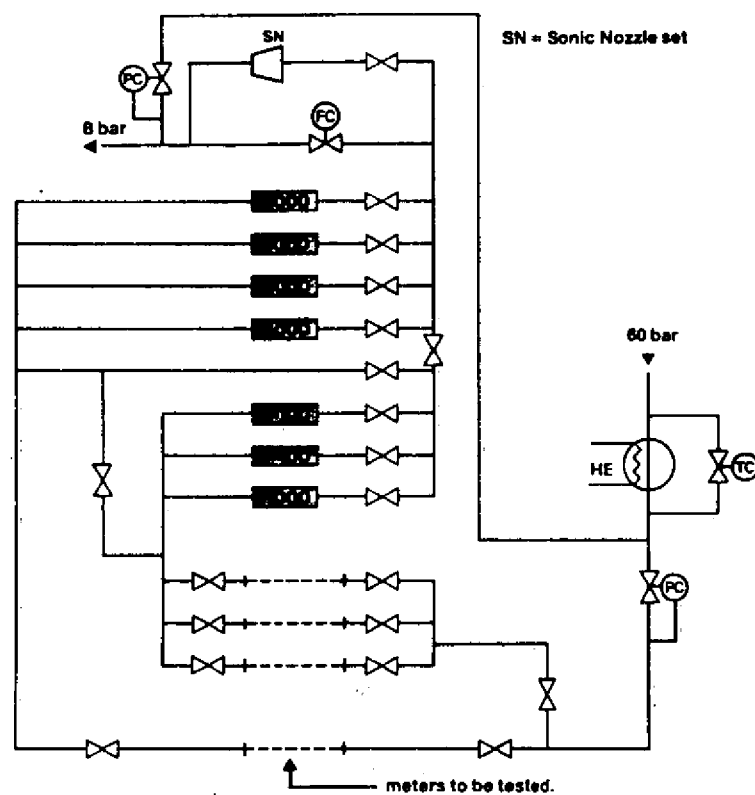 SN
SN = Sonic Nozzle set
PC
FC
8 bar
60 bar
HE
TC
PC
meters to be tested.